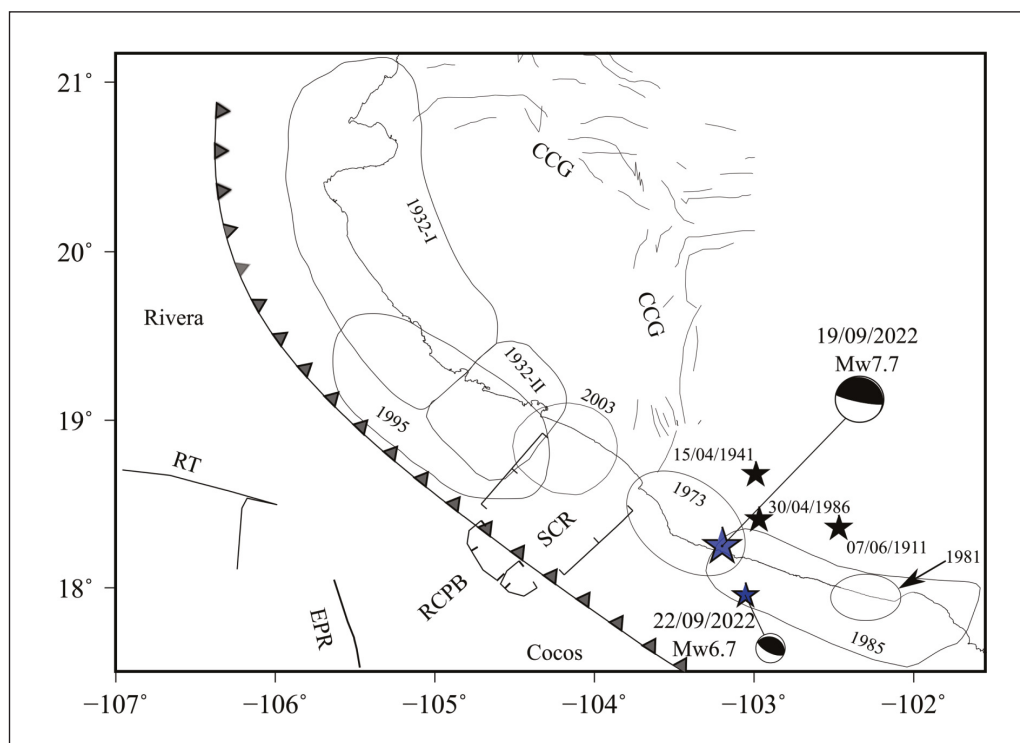 21°
20°
19°
18°
−107°
−106°
−105°
−104°
−103°
−102°
CCG
1932-I
CCG
Rivera
19/09/2022
Mw7.7
1932-II
2003
1995
15/04/1941
RT
1973
30/04/1986
SCR
07/06/1911
1981
RCPB
EPR
22/09/2022
Mw6.7
1985
Cocos